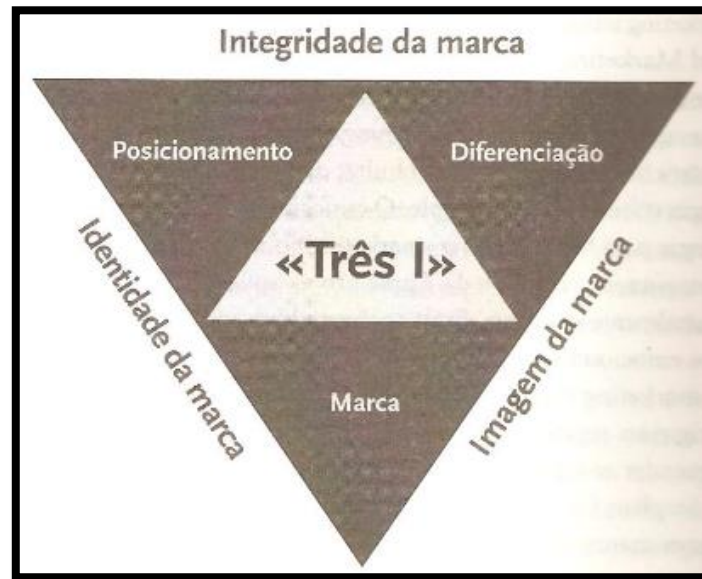 Integridade da marca
Posicionamento
Diferenciação
«Três I»
Identidade da marca
Imagem da marca
Marca